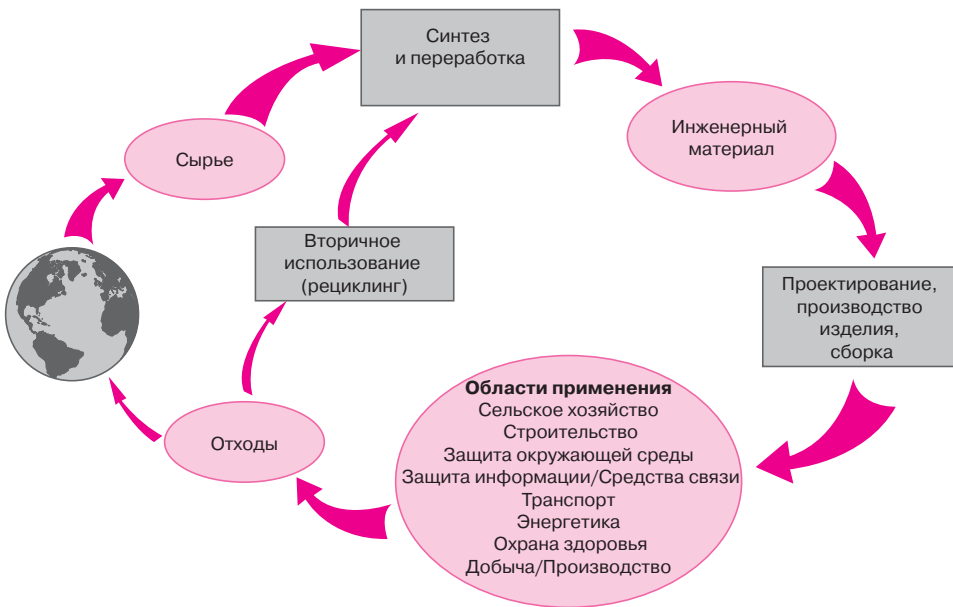 Синтез
и переработка
Инженерный
материал
Сырье
Вторичное
использование
(рециклинг)
Проектирование,
производство
изделия,
сборка
Области применения
Сельское хозяйство
Строительство
Защита окружающей среды
Защита информации/Средства связи
Транспорт
Энергетика
Охрана здоровья
Добыча/Производство
Отходы